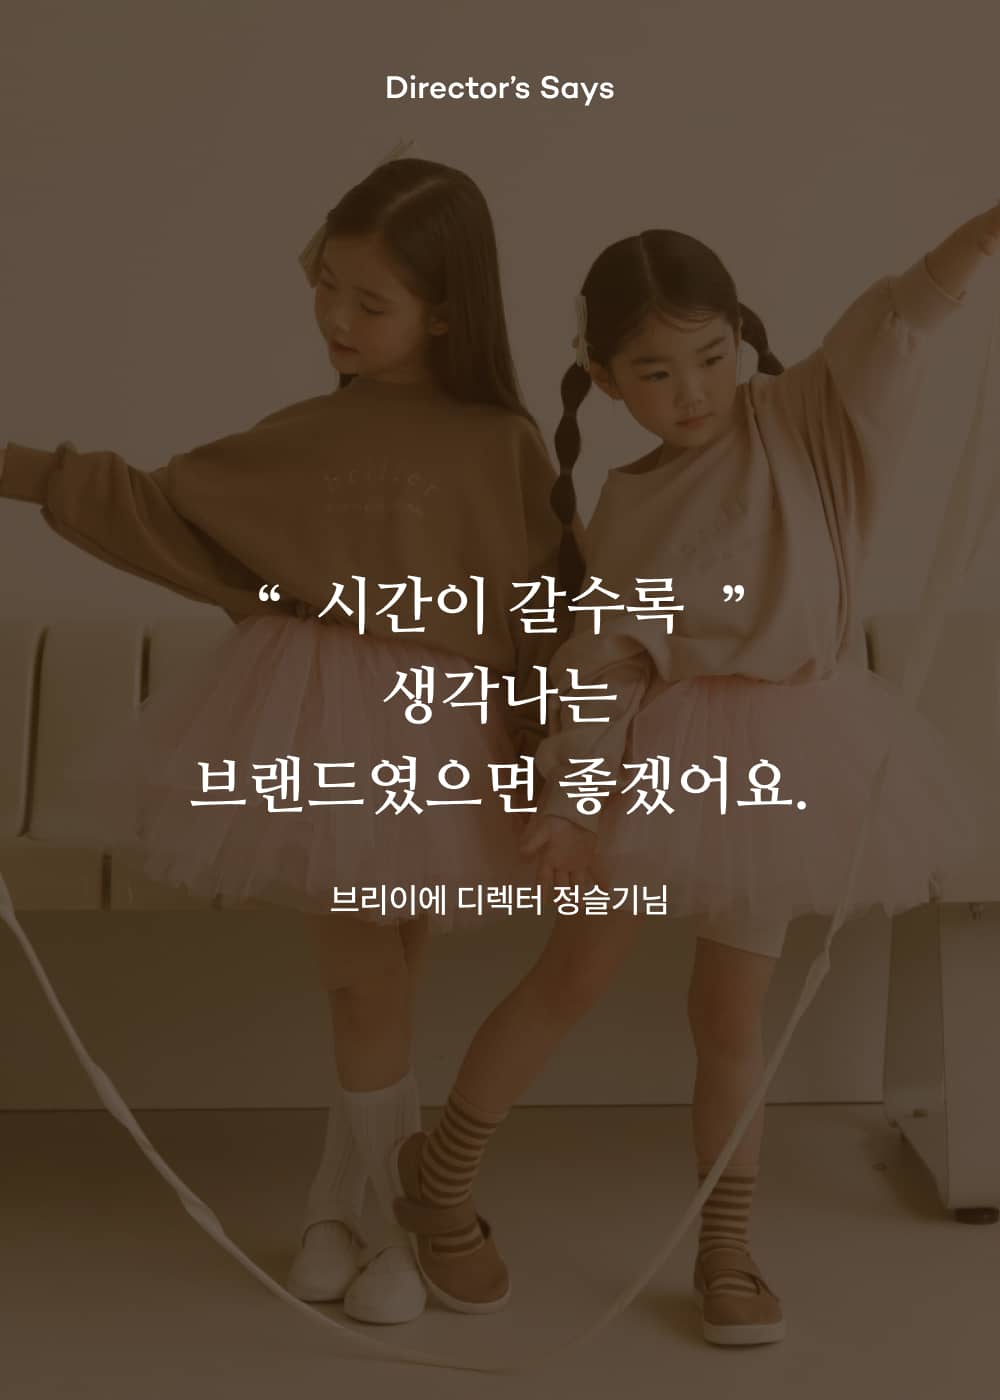 Director's Says
“ 시간이 갈수록 ”
생각나는
브랜드였으면 좋겠어요.
브리이에 디렉터 정슬기님